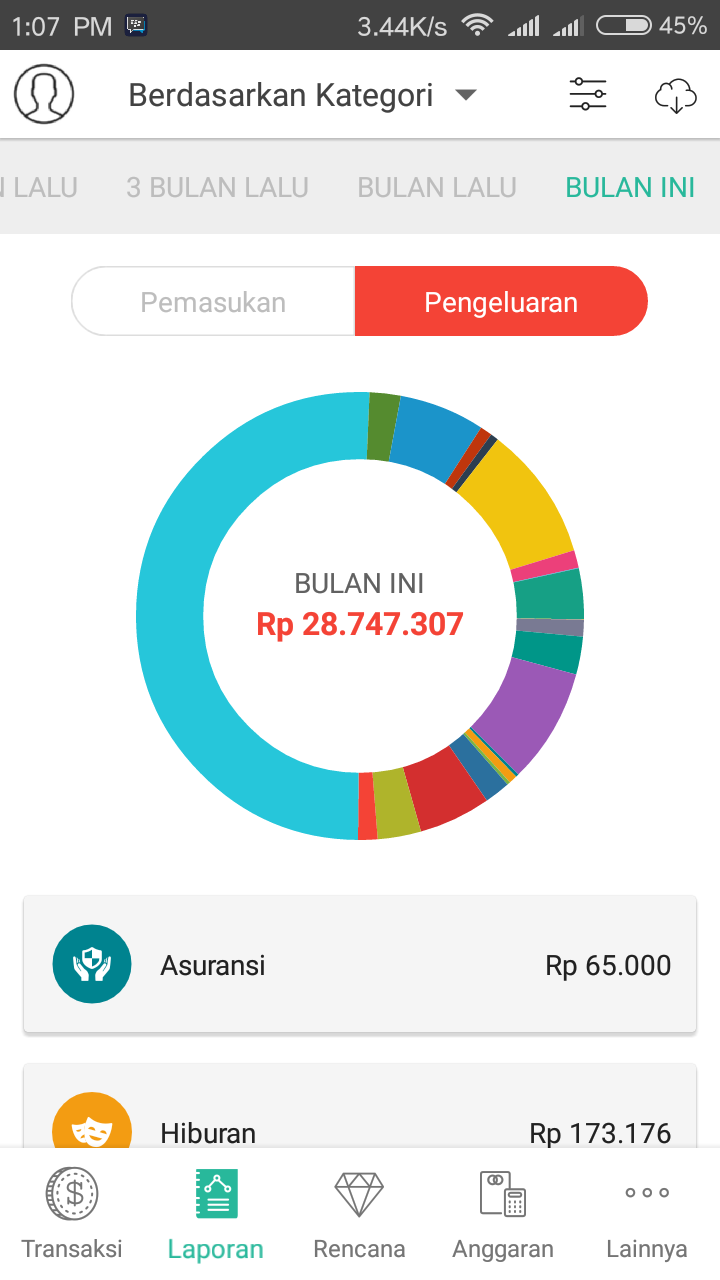 1:07 PM 3.44K/s 45%
Berdasarkan Kategori
LALU 3 BULAN LALU BULAN LALU BULAN INI
Pemasukan Pengeluaran
BULAN INI
Rp 28.747.307
Asuransi Rp 65.000
Hiburan Rp 173.176
Transaksi Laporan Rencana Anggaran Lainnya